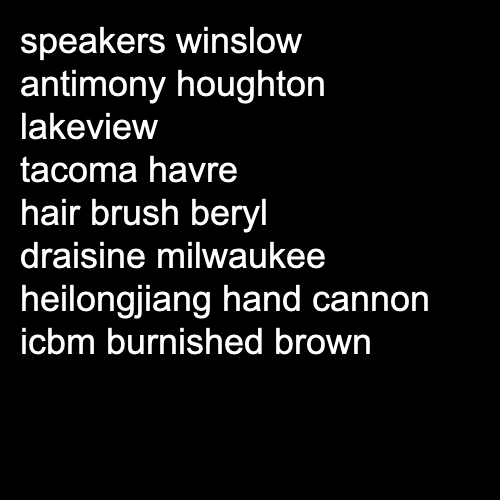 speakers winslow
antimony houghton
lakeview
tacoma havre
hair brush beryl
draisine milwaukee
heilongjiang hand cannon
icbm burnished brown